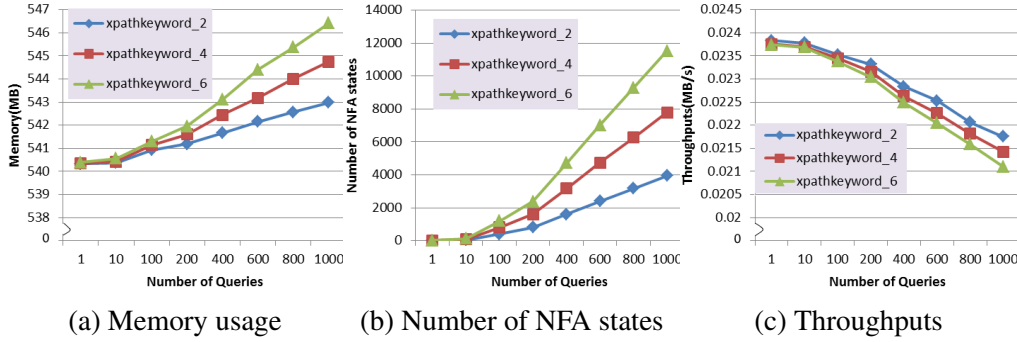 547
546
545
544
543
542
541
540
539
538
0
Memory(MB)
xpathkeyword_2
xpathkeyword_4
xpathkeyword_6
1 10 100 200 400 600 800 1000
Number of Queries
(a) Memory usage
14000
12000
10000
8000
6000
4000
2000
0
Number of NFA states
xpathkeyword_2
xpathkeyword_4
xpathkeyword_6
1 10 100 200 400 600 800 1000
Number of Queries
(b) Number of NFA states
0.0245
0.024
0.0235
0.023
0.0225
0.022
0.0215
0.021
0.0205
0.02
0
Throughputs(MB/s)
xpathkeyword_2
xpathkeyword_4
xpathkeyword_6
1 10 100 200 400 600 800 1000
Number of Queries
(c) Throughputs